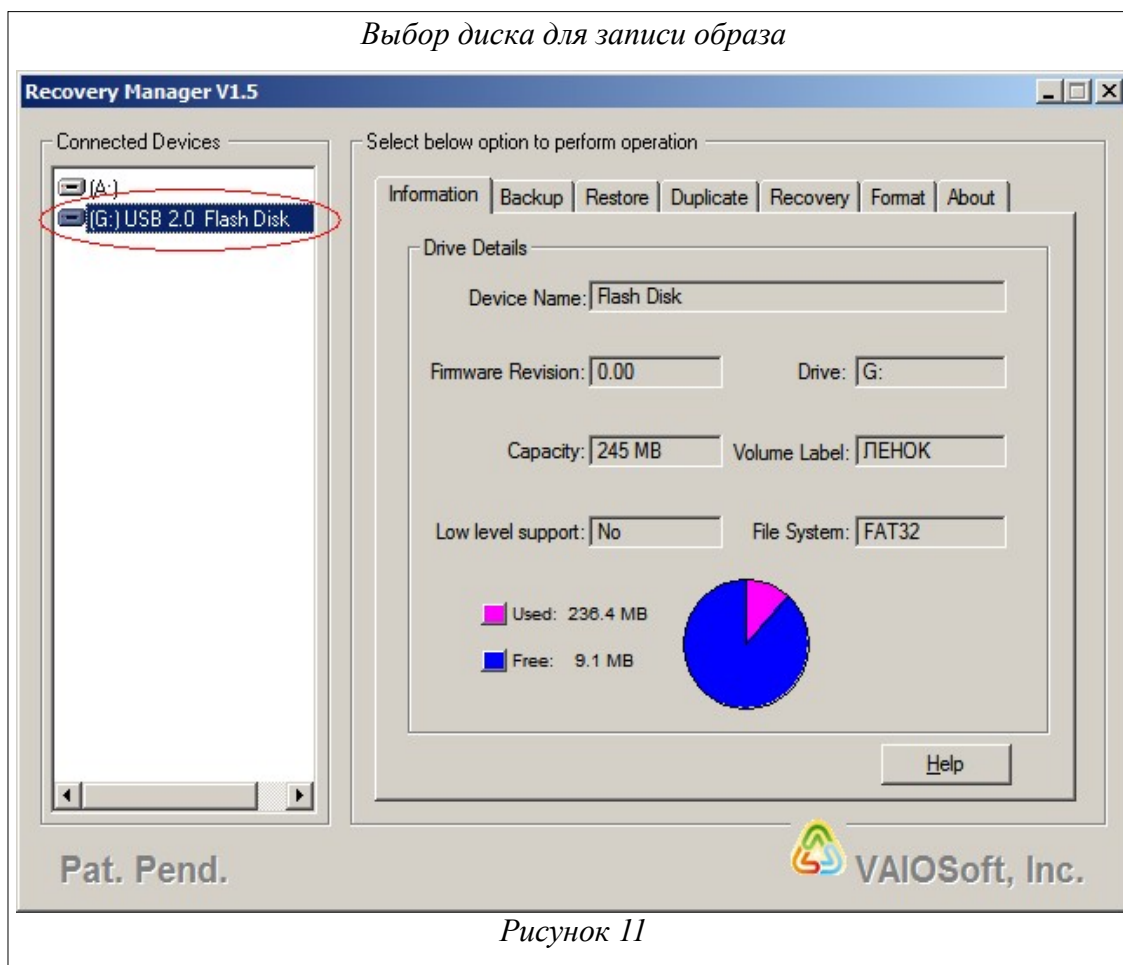 Выбор диска для записи образа
Recovery Manager V1.5
Connected Devices
(A:)
(G:) USB 2.0 Flash Disk
Select below option to perform operation
Information Backup Restore Duplicate Recovery Format About
Drive Details
Device Name: Flash Disk
Firmware Revision: 0.00 Drive: G:
Capacity: 245 MB Volume Label: ПЕНОК
Low level support: No File System: FAT32
Used: 236.4 MB
Free: 9.1 MB
Help
Pat. Pend. VAIOSoft, Inc.
Рисунок 11